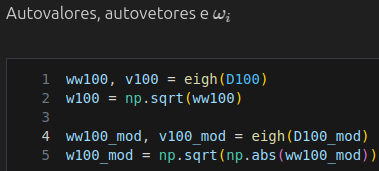 Autovalores, autovetores e ωᵢ
1 ww100, v100 = eigh(D100)
2 w100 = np.sqrt(ww100)
3
4 ww100_mod, v100_mod = eigh(D100_mod)
5 w100_mod = np.sqrt(np.abs(ww100_mod))